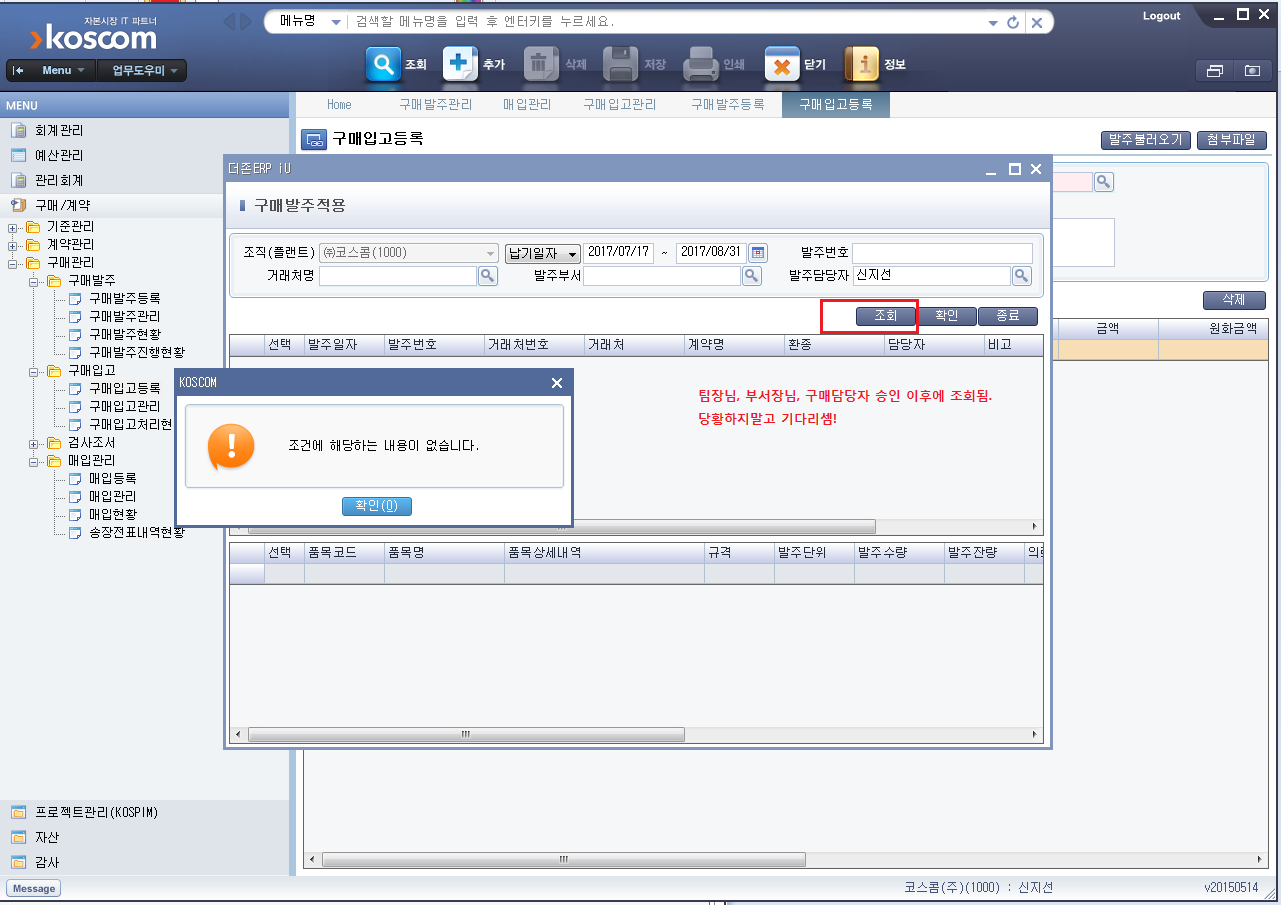 자본시장 IT 파트너
koscom
메뉴명 검색할 메뉴명을 입력 후 엔터키를 누르세요.
Logout
Menu 업무도우미
조회 추가 삭제 저장 인쇄 닫기 정보
MENU
Home 구매발주관리 매입관리 구매입고관리 구매발주등록 구매입고등록
회계관리
예산관리
관리회계
구매/계약
기준관리
계약관리
구매관리
구매발주
구매발주등록
구매발주관리
구매발주현황
구매발주진행현황
구매입고
구매입고등록
구매입고관리
구매입고처리현
검사조서
매입관리
매입등록
매입관리
매입현황
송장전표내역현황
프로젝트관리(KOSPIM)
자산
감사
구매입고등록
발주불러오기 첨부파일
삭제
금액 원화금액
더존ERP iU
구매발주적용
조직(플랜트) ㈜코스콤(1000) 납기일자 2017/07/17 ~ 2017/08/31 발주번호
거래처명 발주부서 발주담당자 신지선
조회 확인 종료
선택 발주일자 발주번호 거래처번호 거래처 계약명 환종 담당자 비고
팀장님, 부서장님, 구매담당자 승인 이후에 조회됨.
당황하지말고 기다리셈!
KOSCOM
조건에 해당하는 내용이 없습니다.
확인(O)
선택 품목코드 품목명 품목상세내역 규격 발주단위 발주수량 발주잔량
Message
코스콤(주)(1000) : 신지선
v20150514